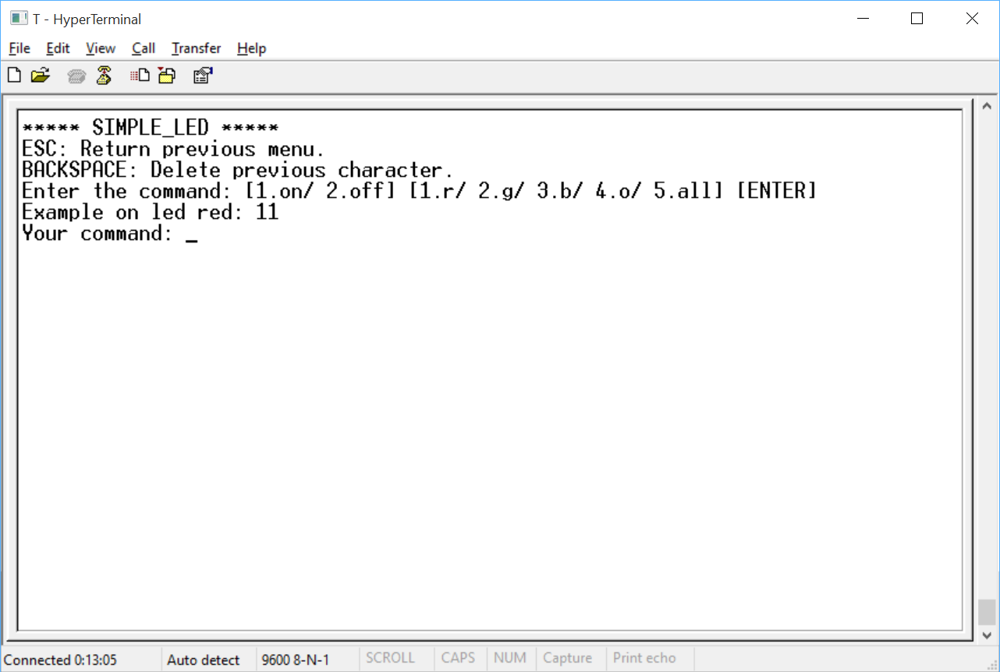 T - HyperTerminal
File Edit View Call Transfer Help
***** SIMPLE_LED *****
ESC: Return previous menu.
BACKSPACE: Delete previous character.
Enter the command: [1.on/ 2.off] [1.r/ 2.g/ 3.b/ 4.o/ 5.all] [ENTER]
Example on led red: 11
Your command: _
Connected 0:13:05 Auto detect 9600 8-N-1 SCROLL CAPS NUM Capture Print echo